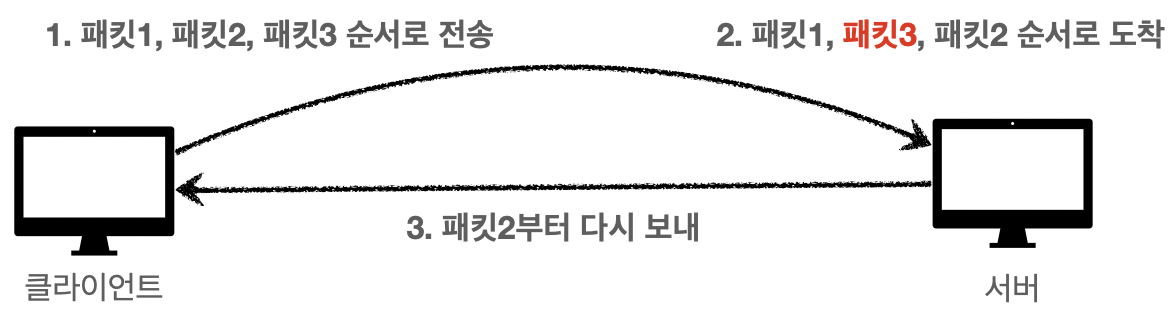 1. 패킷1, 패킷2, 패킷3 순서로 전송
2. 패킷1, 패킷3, 패킷2 순서로 도착
3. 패킷2부터 다시 보내
클라이언트
서버